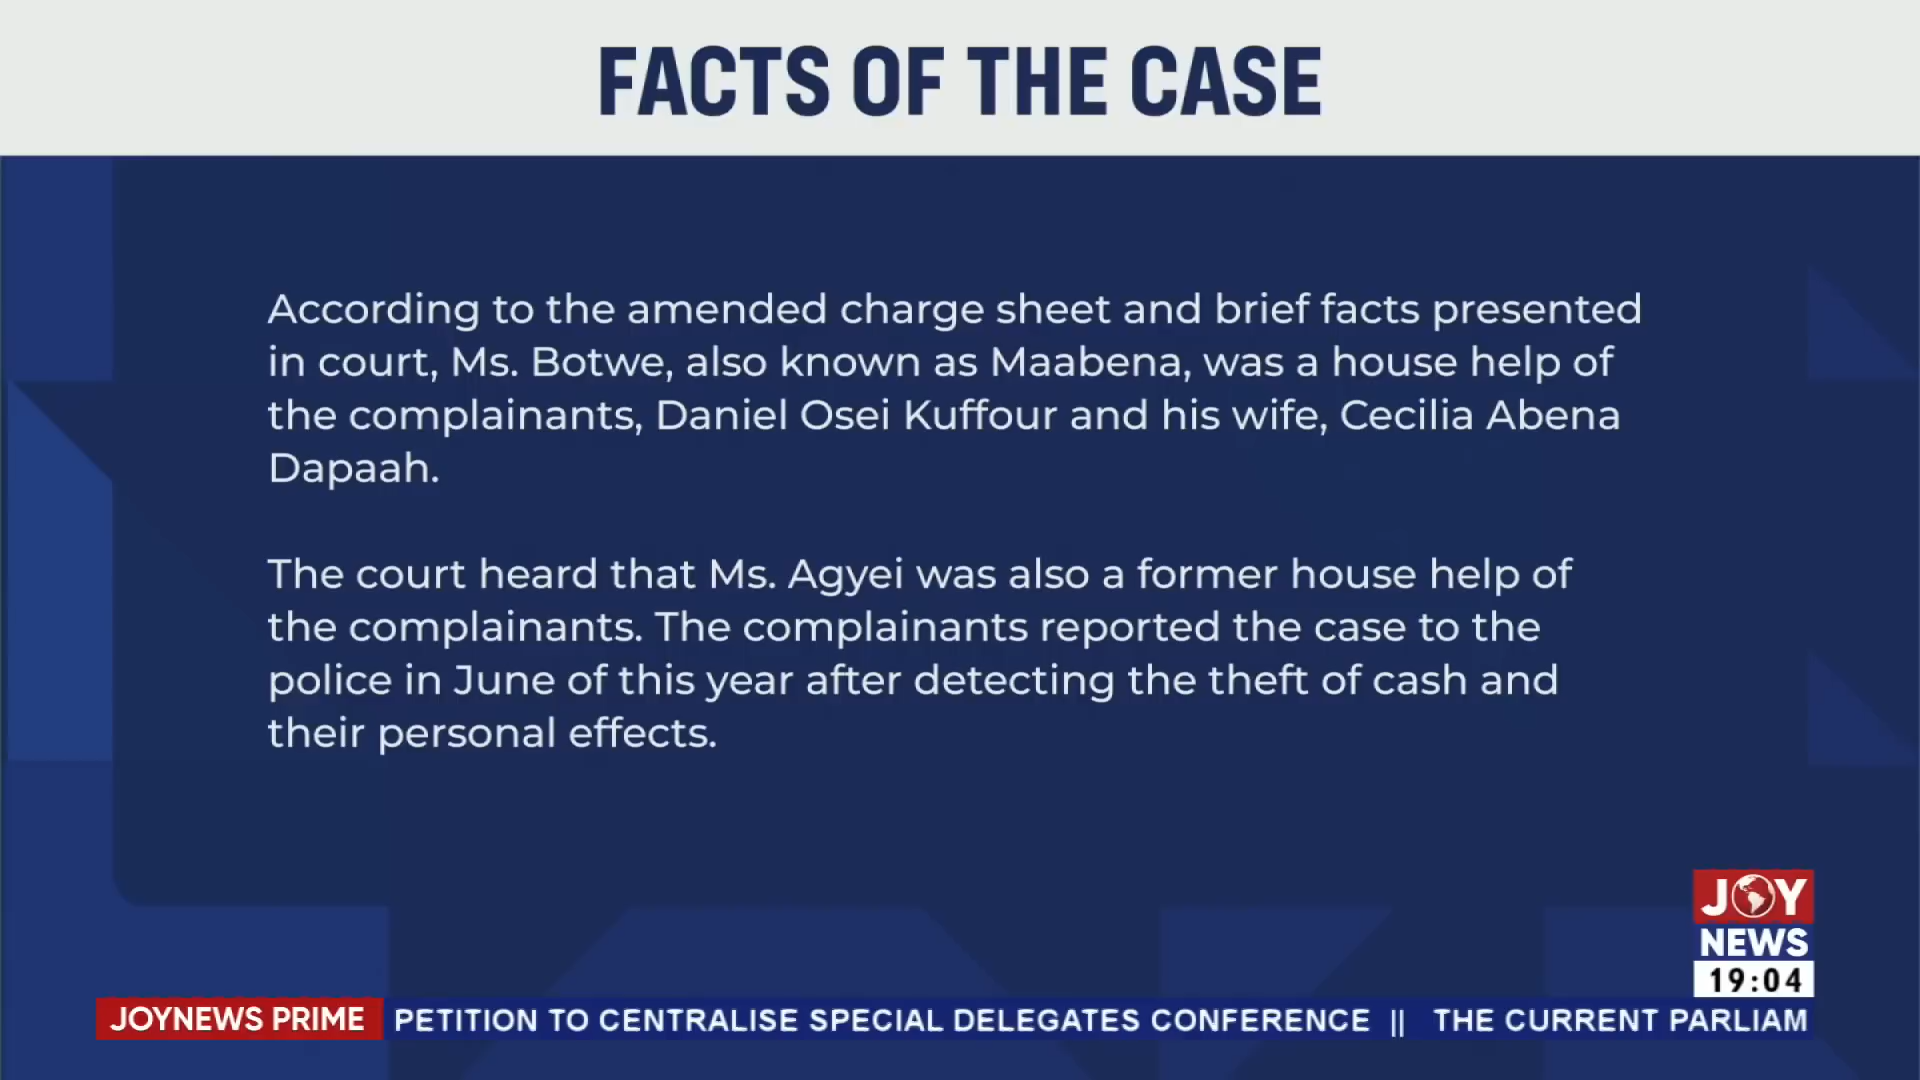 FACTS OF THE CASE
According to the amended charge sheet and brief facts presented
in court, Ms. Botwe, also known as Maabena, was a house help of
the complainants, Daniel Osei Kuffour and his wife, Cecilia Abena
Dapaah.
The court heard that Ms. Agyei was also a former house help of
the complainants. The complainants reported the case to the
police in June of this year after detecting the theft of cash and
their personal effects.
JOY
NEWS
19:04
JOYNEWS PRIME PETITION TO CENTRALISE SPECIAL DELEGATES CONFERENCE || THE CURRENT PARLIAM